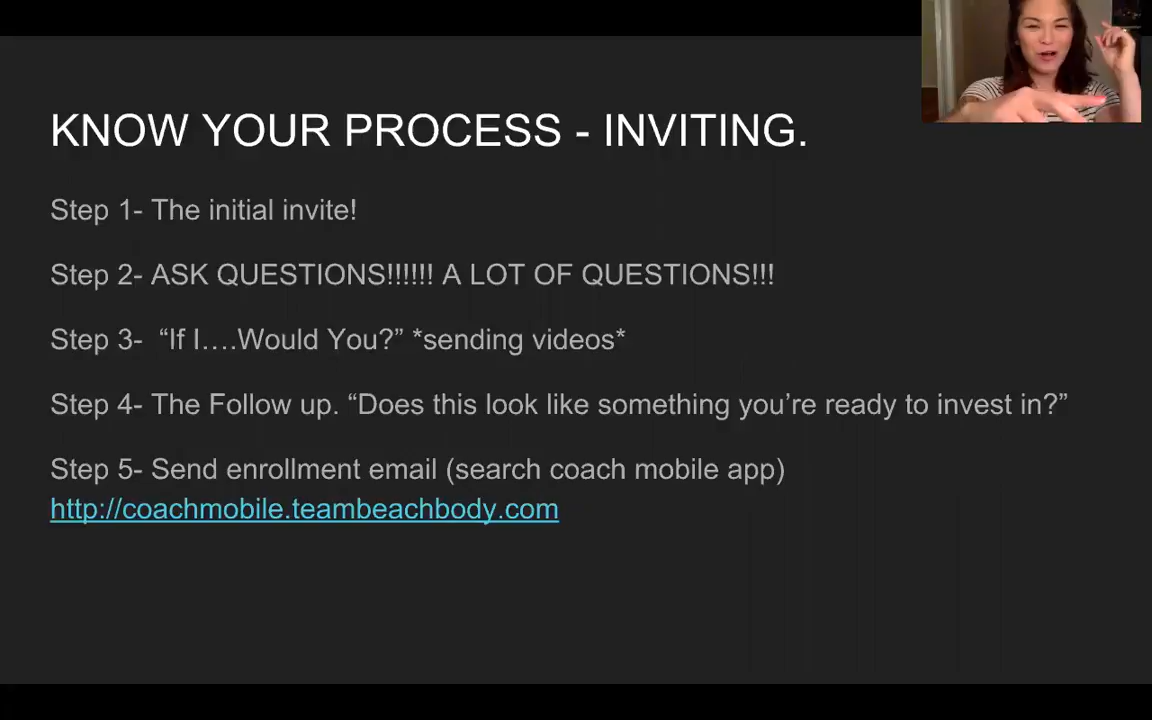 KNOW YOUR PROCESS - INVITING.
Step 1- The initial invite!
Step 2- ASK QUESTIONS!!!!!! A LOT OF QUESTIONS!!!
Step 3-  “If I….Would You?” *sending videos*
Step 4- The Follow up. “Does this look like something you’re ready to invest in?”
Step 5- Send enrollment email (search coach mobile app)
http://coachmobile.teambeachbody.com